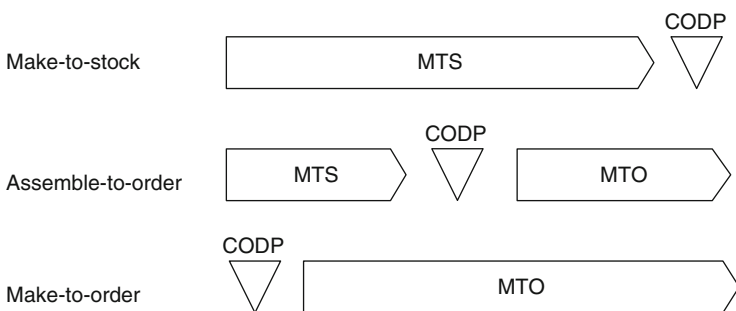 CODP
Make-to-stock
MTS
CODP
Assemble-to-order
MTS
MTO
CODP
Make-to-order
MTO